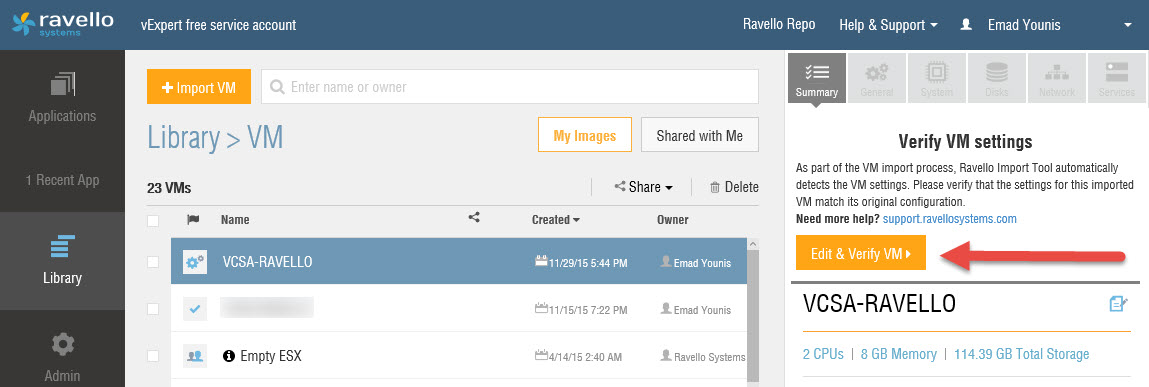 ravello
systems
vExpert free service account
Ravello Repo
Help & Support
Emad Younis
Applications
1 Recent App
Library
Admin
+ Import VM
Enter name or owner
Library > VM
My Images
Shared with Me
23 VMs
Share
Delete
Name
Created
Owner
VCSA-RAVELLO
11/29/15 5:44 PM
Emad Younis
11/15/15 7:22 PM
Emad Younis
Empty ESX
4/14/15 2:40 AM
Ravello Systems
Summary
General
System
Disks
Network
Services
Verify VM settings
As part of the VM import process, Ravello Import Tool automatically
detects the VM settings. Please verify that the settings for this imported
VM match its original configuration.
Need more help? support.ravellosystems.com
Edit & Verify VM
VCSA-RAVELLO
2 CPUs | 8 GB Memory | 114.39 GB Total Storage